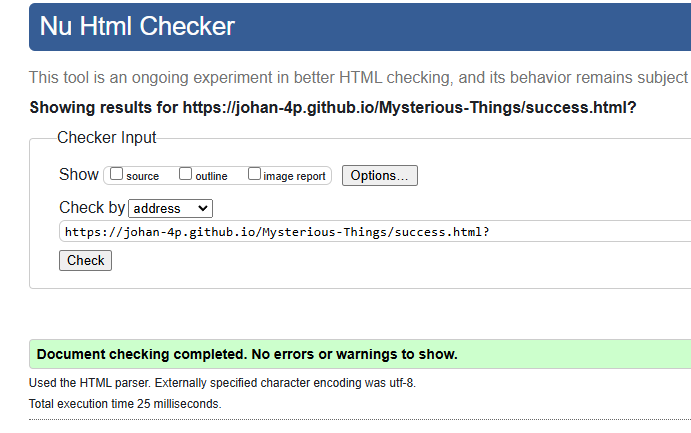 Nu Html Checker
This tool is an ongoing experiment in better HTML checking, and its behavior remains subject
Showing results for https://johan-4p.github.io/Mysterious-Things/success.html?
Checker Input
Show source outline image report Options...
Check by address
https://johan-4p.github.io/Mysterious-Things/success.html?
Check
Document checking completed. No errors or warnings to show.
Used the HTML parser. Externally specified character encoding was utf-8.
Total execution time 25 milliseconds.